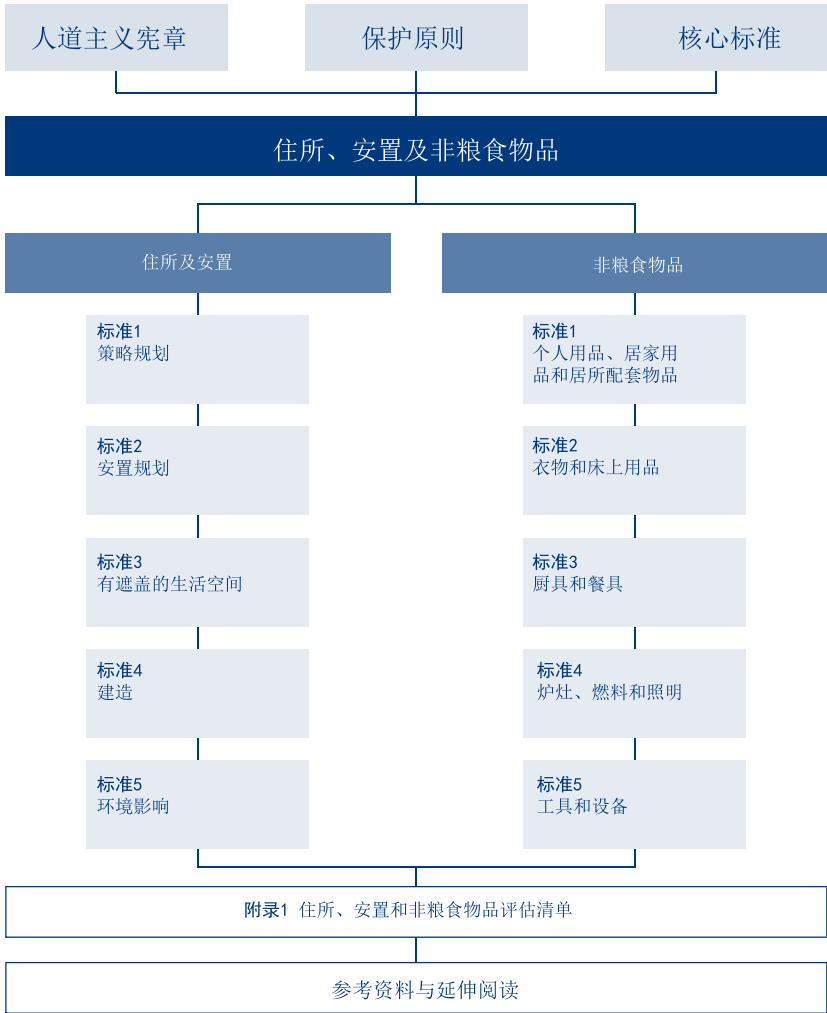 人道主义宪章
保护原则
核心标准
住所、安置及非粮食物品
住所及安置
标准1
策略规划
标准2
安置规划
标准3
有遮盖的生活空间
标准4
建造
标准5
环境影响
非粮食物品
标准1
个人用品、居家用
品和居所配套物品
标准2
衣物和床上用品
标准3
厨具和餐具
标准4
炉灶、燃料和照明
标准5
工具和设备
附录1 住所、安置和非粮食物品评估清单
参考资料与延伸阅读